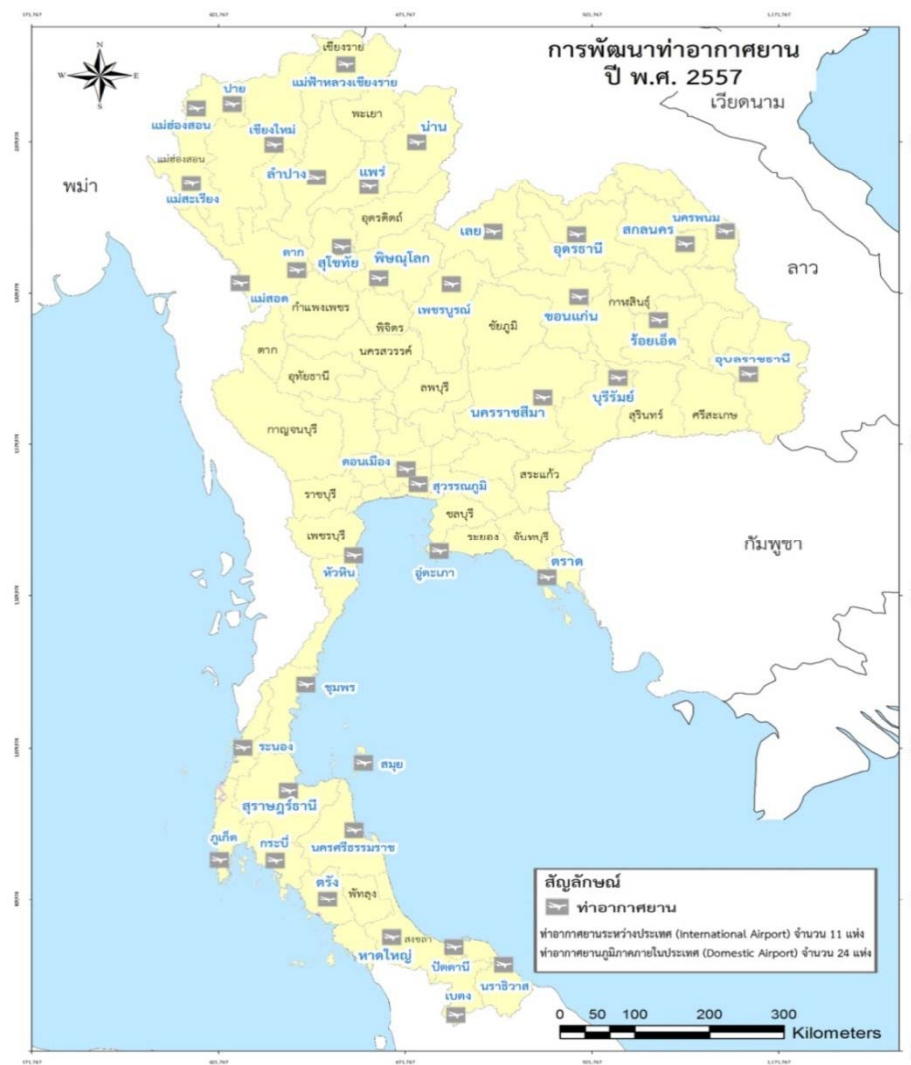 การพัฒนาท่าอากาศยาน
ปี พ.ศ. 2557
N
W
E
S
เวียดนาม
พม่า
ลาว
กัมพูชา
เชียงราย
แม่ฟ้าหลวงเชียงราย
ปาย
แม่ฮ่องสอน
เชียงใหม่
พะเยา
น่าน
แม่ฮ่องสอน
แม่สะเรียง
ลำปาง
แพร่
อุตรดิตถ์
เลย
อุดรธานี
สกลนคร
นครพนม
ตาก
สุโขทัย
พิษณุโลก
แม่สอด
กำแพงเพชร
เพชรบูรณ์
ชัยภูมิ
ขอนแก่น
กาฬสินธุ์
ร้อยเอ็ด
พิจิตร
ตาก
นครสวรรค์
อุทัยธานี
ลพบุรี
นครราชสีมา
บุรีรัมย์
สุรินทร์
ศรีสะเกษ
อุบลราชธานี
กาญจนบุรี
ดอนเมือง
สุวรรณภูมิ
สระแก้ว
ราชบุรี
ชลบุรี
เพชรบุรี
ระยอง
จันทบุรี
หัวหิน
อู่ตะเภา
ตราด
ชุมพร
ระนอง
สมุย
สุราษฎร์ธานี
ภูเก็ต
กระบี่
นครศรีธรรมราช
ตรัง
พัทลุง
สงขลา
หาดใหญ่
ปัตตานี
นราธิวาส
เบตง
สัญลักษณ์
ท่าอากาศยาน
ท่าอากาศยานระหว่างประเทศ (International Airport) จำนวน 11 แห่ง
ท่าอากาศยานภูมิภาคภายในประเทศ (Domestic Airport) จำนวน 24 แห่ง
0 50 100 200 300
Kilometers